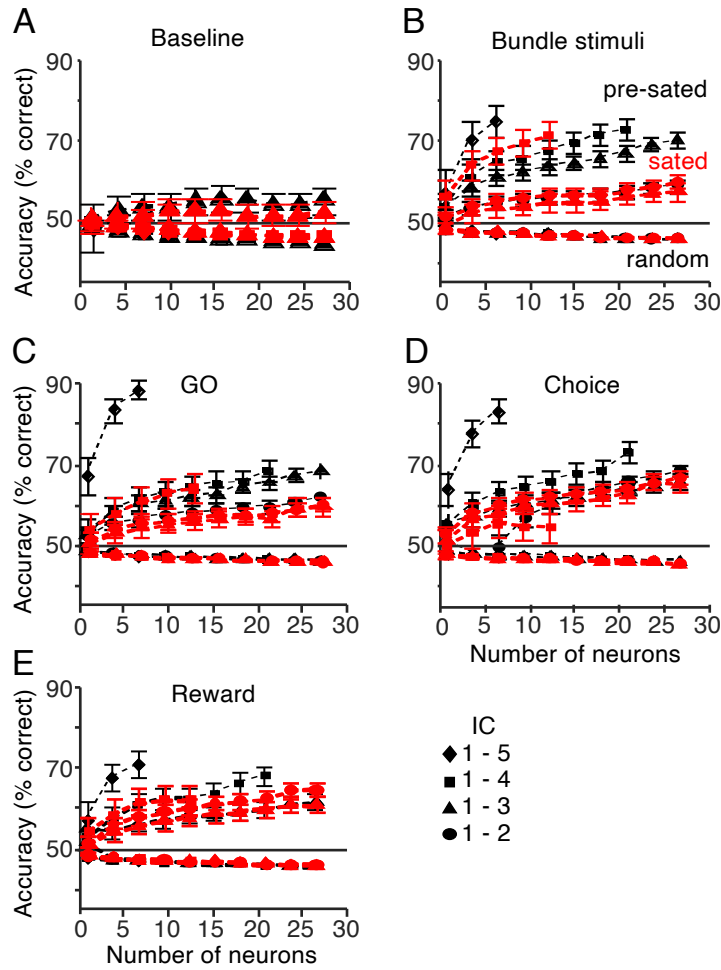 A
Baseline
Accuracy (% correct)
90
70
50
0 5 10 15 20 25 30
B
Bundle stimuli
Accuracy (% correct)
90
70
50
pre-sated
sated
random
0 5 10 15 20 25 30
C
GO
Accuracy (% correct)
90
70
50
0 5 10 15 20 25 30
D
Choice
Accuracy (% correct)
90
70
50
0 5 10 15 20 25 30
Number of neurons
E
Reward
Accuracy (% correct)
90
70
50
0 5 10 15 20 25 30
Number of neurons
IC
1 - 5
1 - 4
1 - 3
1 - 2